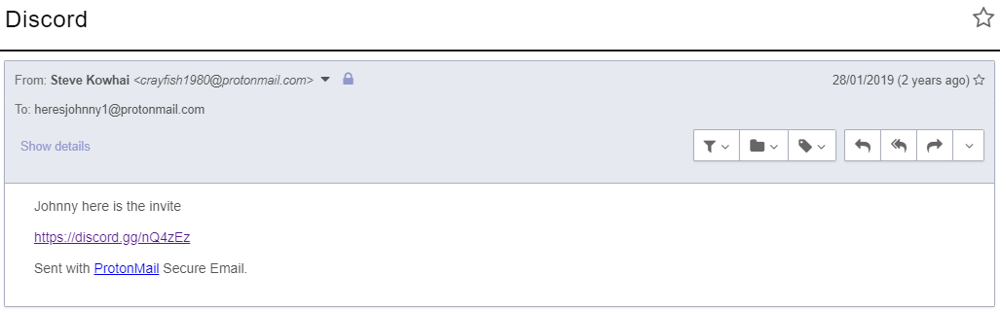 Discord
From: Steve Kowhai <crayfish1980@protonmail.com>
28/01/2019 (2 years ago)
To: heresjohnny1@protonmail.com
Show details
Johnny here is the invite
https://discord.gg/nQ4zEz
Sent with ProtonMail Secure Email.